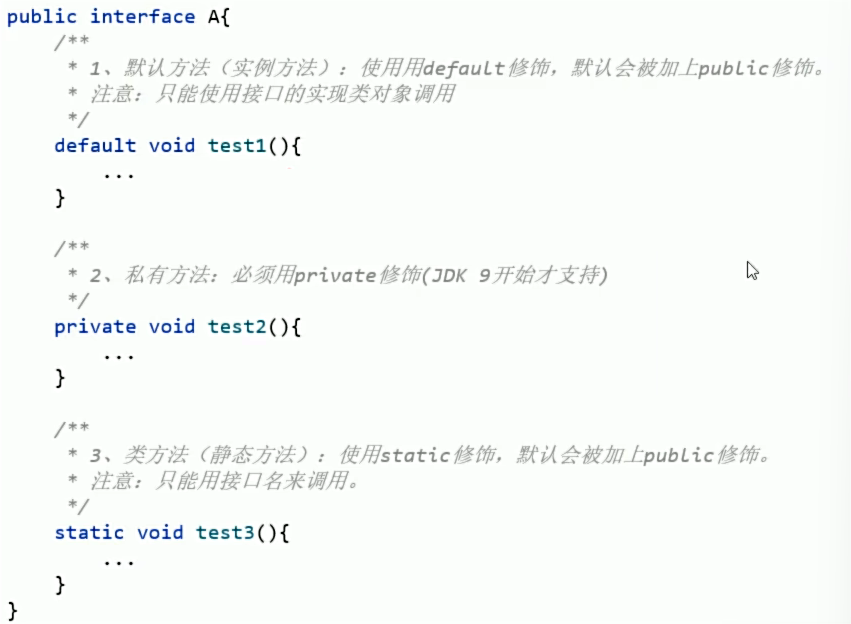 public interface A{
/**
* 1、默认方法（实例方法）：使用用default修饰，默认会被加上public修饰。
* 注意：只能使用接口的实现类对象调用
*/
default void test1(){
...
}
/**
* 2、私有方法：必须用private修饰(JDK 9开始才支持)
*/
private void test2(){
...
}
/**
* 3、类方法（静态方法）：使用static修饰，默认会被加上public修饰。
* 注意：只能用接口名来调用。
*/
static void test3(){
...
}
}